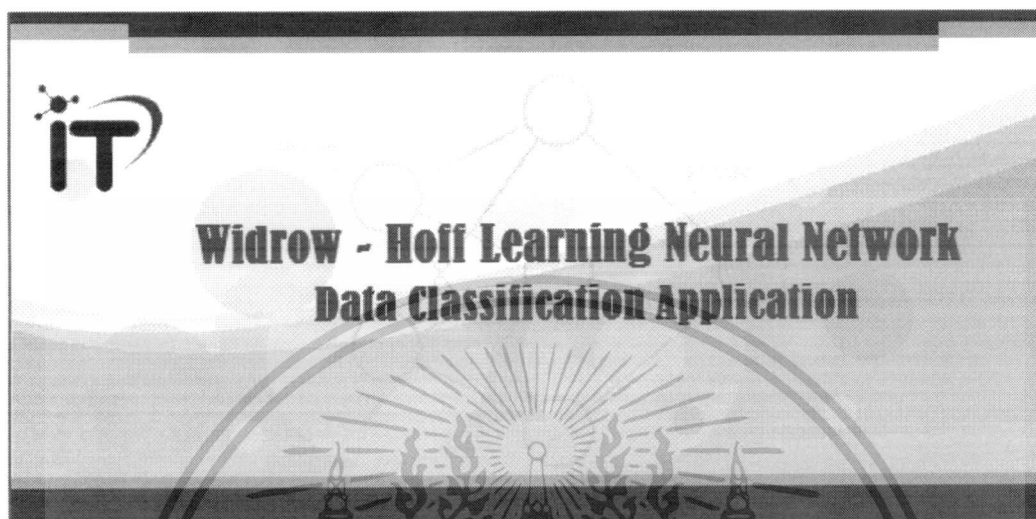 iT
Widrow - Hoff Learning Neural Network
Data Classification Application